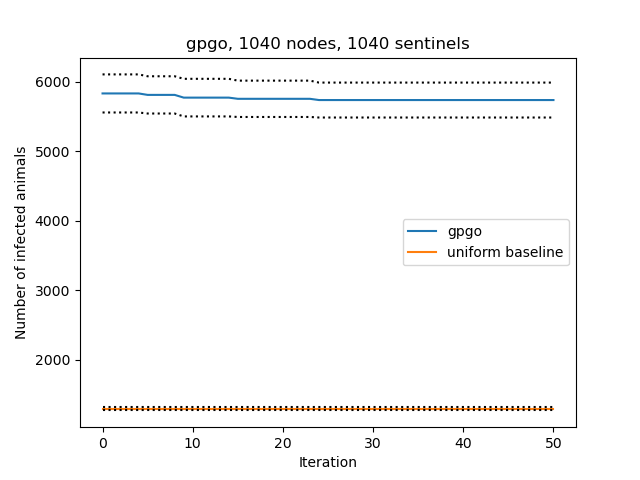 gpgo, 1040 nodes, 1040 sentinels
Number of infected animals
6000
5000
4000
3000
2000
gpgo
uniform baseline
0 10 20 30 40 50
Iteration